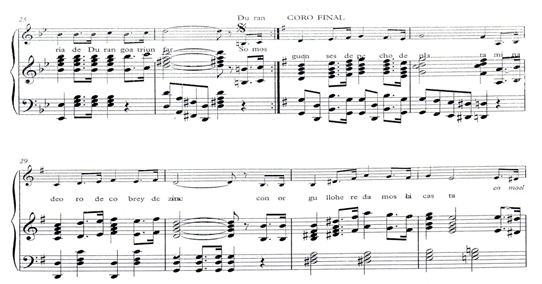 25 Du ran CORO FINAL
ria de Du ran goa triun far So mos guen ses de pe cho de pla ta mi na
29
deo ro de co brey de zinc con or gu llohe re da mos la cas ta
co moal